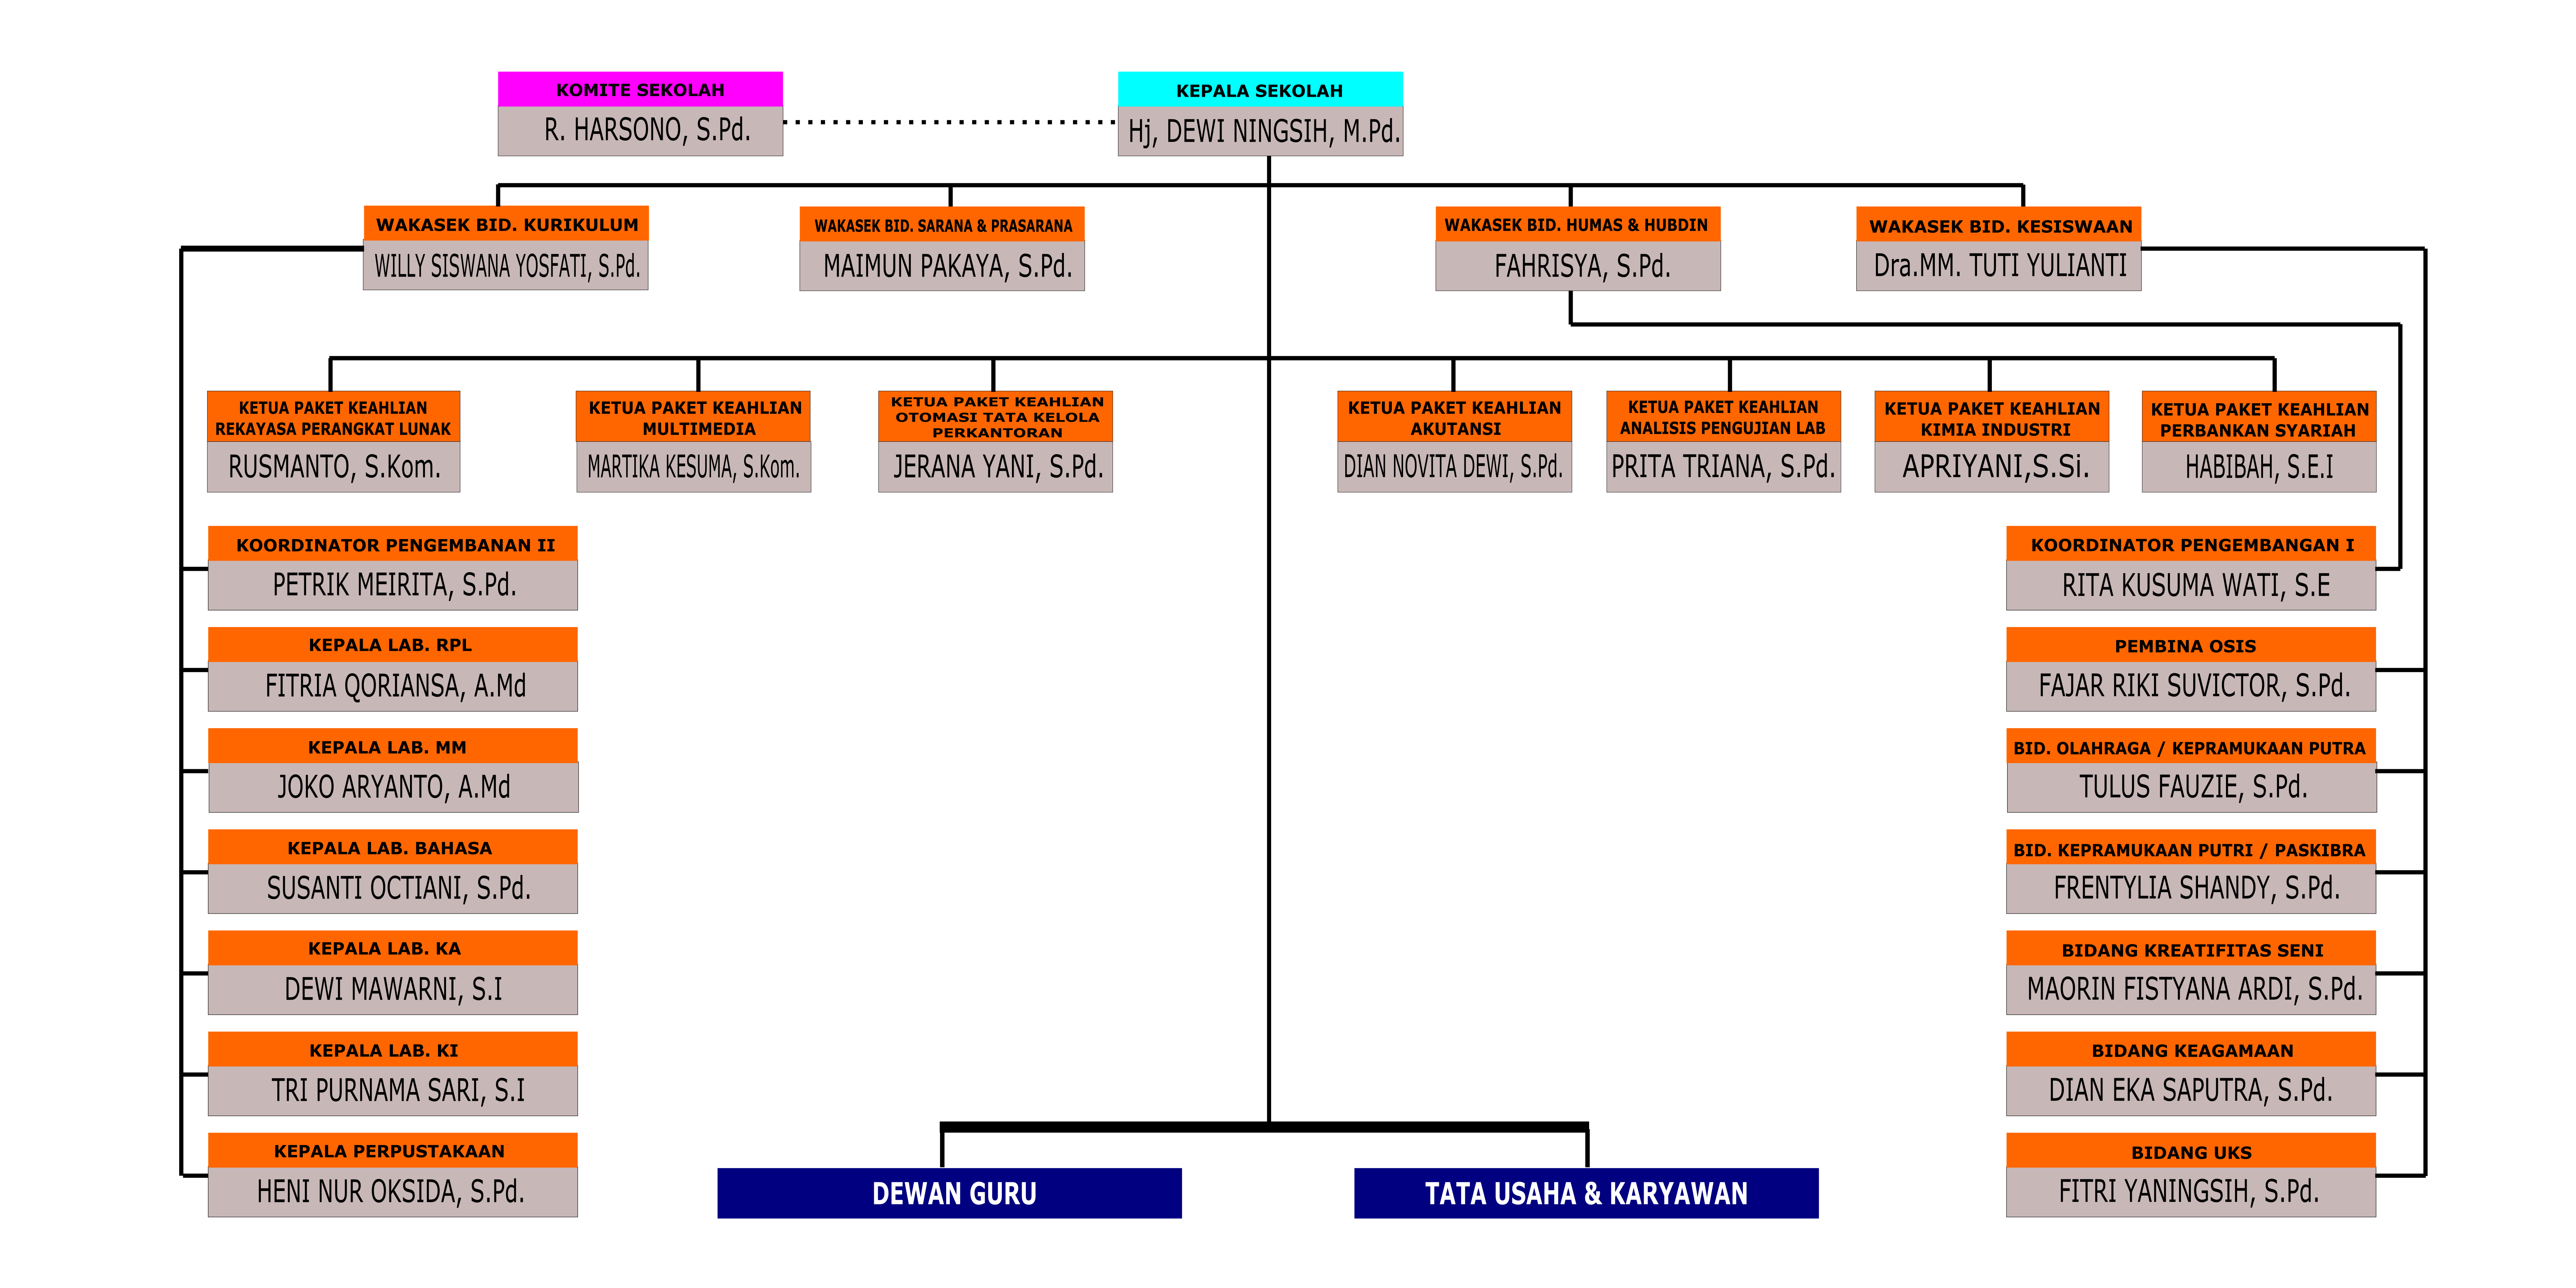 KOMITE SEKOLAH
R. HARSONO, S.Pd.
KEPALA SEKOLAH
Hj, DEWI NINGSIH, M.Pd.
WAKASEK BID. KURIKULUM
WILLY SISWANA YOSFATI, S.Pd.
WAKASEK BID. SARANA & PRASARANA
MAIMUN PAKAYA, S.Pd.
WAKASEK BID. HUMAS & HUBDIN
FAHRISYA, S.Pd.
WAKASEK BID. KESISWAAN
Dra.MM. TUTI YULIANTI
KETUA PAKET KEAHLIAN
REKAYASA PERANGKAT LUNAK
RUSMANTO, S.Kom.
KETUA PAKET KEAHLIAN
MULTIMEDIA
MARTIKA KESUMA, S.Kom.
KETUA PAKET KEAHLIAN
OTOMASI TATA KELOLA
PERKANTORAN
JERANA YANI, S.Pd.
KETUA PAKET KEAHLIAN
AKUTANSI
DIAN NOVITA DEWI, S.Pd.
KETUA PAKET KEAHLIAN
ANALISIS PENGUJIAN LAB
PRITA TRIANA, S.Pd.
KETUA PAKET KEAHLIAN
KIMIA INDUSTRI
APRIYANI,S.Si.
KETUA PAKET KEAHLIAN
PERBANKAN SYARIAH
HABIBAH, S.E.I
KOORDINATOR PENGEMBANAN II
PETRIK MEIRITA, S.Pd.
KEPALA LAB. RPL
FITRIA QORIANSA, A.Md
KEPALA LAB. MM
JOKO ARYANTO, A.Md
KEPALA LAB. BAHASA
SUSANTI OCTIANI, S.Pd.
KEPALA LAB. KA
DEWI MAWARNI, S.I
KEPALA LAB. KI
TRI PURNAMA SARI, S.I
KEPALA PERPUSTAKAAN
HENI NUR OKSIDA, S.Pd.
KOORDINATOR PENGEMBANGAN I
RITA KUSUMA WATI, S.E
PEMBINA OSIS
FAJAR RIKI SUVICTOR, S.Pd.
BID. OLAHRAGA / KEPRAMUKAAN PUTRA
TULUS FAUZIE, S.Pd.
BID. KEPRAMUKAAN PUTRI / PASKIBRA
FRENTYLIA SHANDY, S.Pd.
BIDANG KREATIFITAS SENI
MAORIN FISTYANA ARDI, S.Pd.
BIDANG KEAGAMAAN
DIAN EKA SAPUTRA, S.Pd.
BIDANG UKS
FITRI YANINGSIH, S.Pd.
DEWAN GURU
TATA USAHA & KARYAWAN